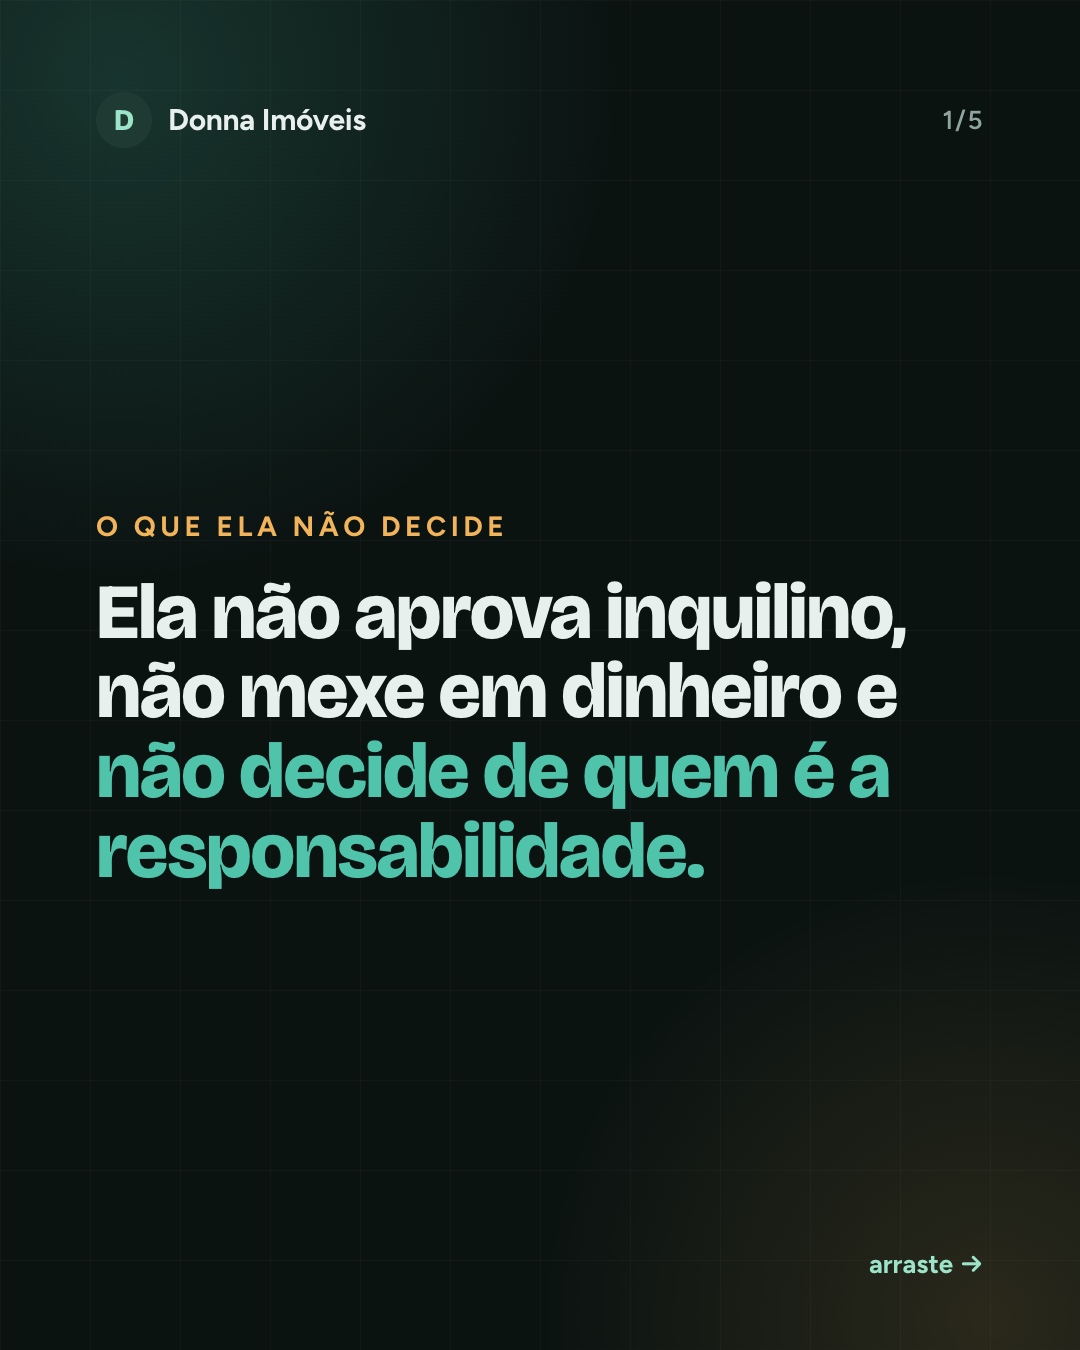 D Donna Imóveis
1/5
O QUE ELA NÃO DECIDE
Ela não aprova inquilino,
não mexe em dinheiro e
não decide de quem é a
responsabilidade.
arraste →